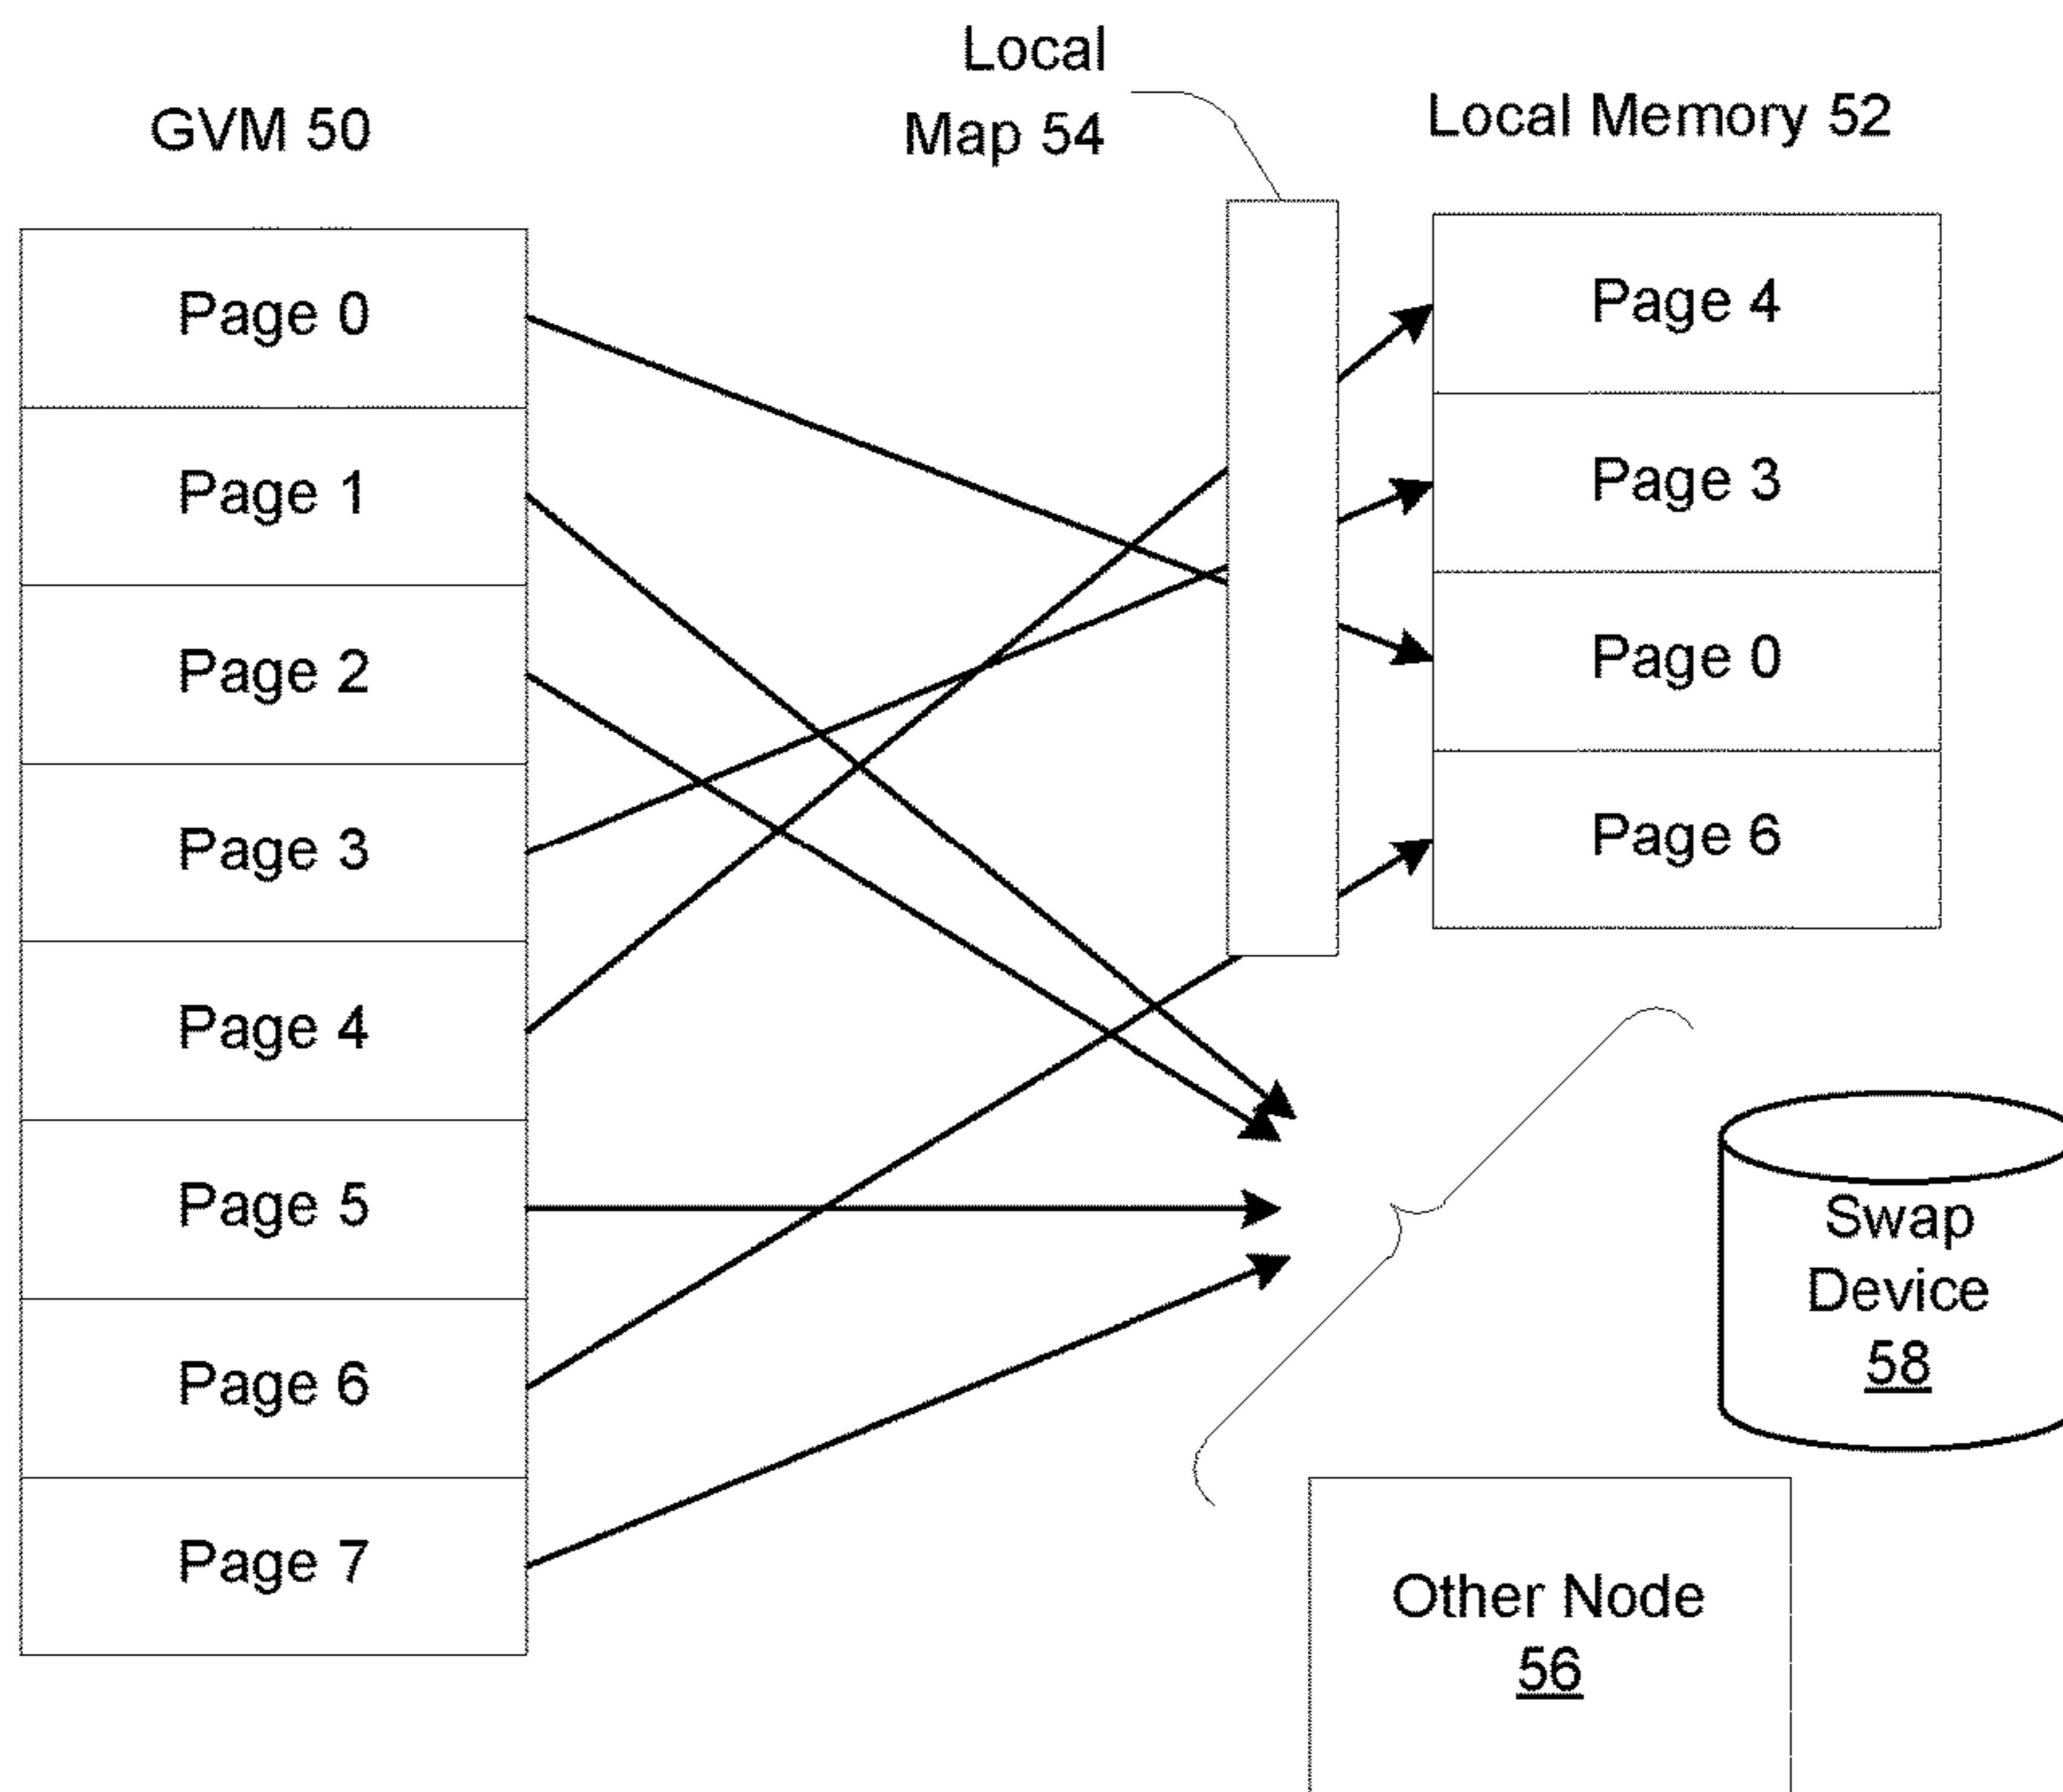 Local
Map 54
GVM 50
Local Memory 52
Page 0
Page 1
Page 2
Page 3
Page 4
Page 5
Page 6
Page 7
Page 4
Page 3
Page 0
Page 6
Swap
Device
58
Other Node
56